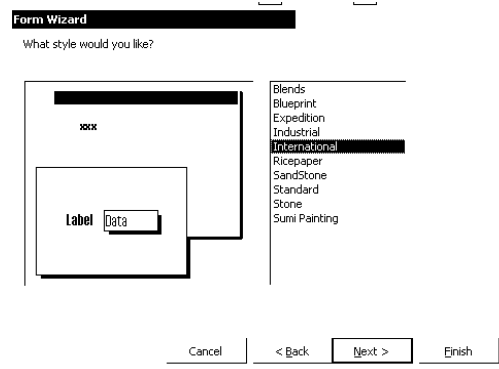 Form Wizard
What style would you like?
xxx
Label Data
Blends
Blueprint
Expedition
Industrial
International
Ricepaper
SandStone
Standard
Stone
Sumi Painting
Cancel < Back Next > Finish